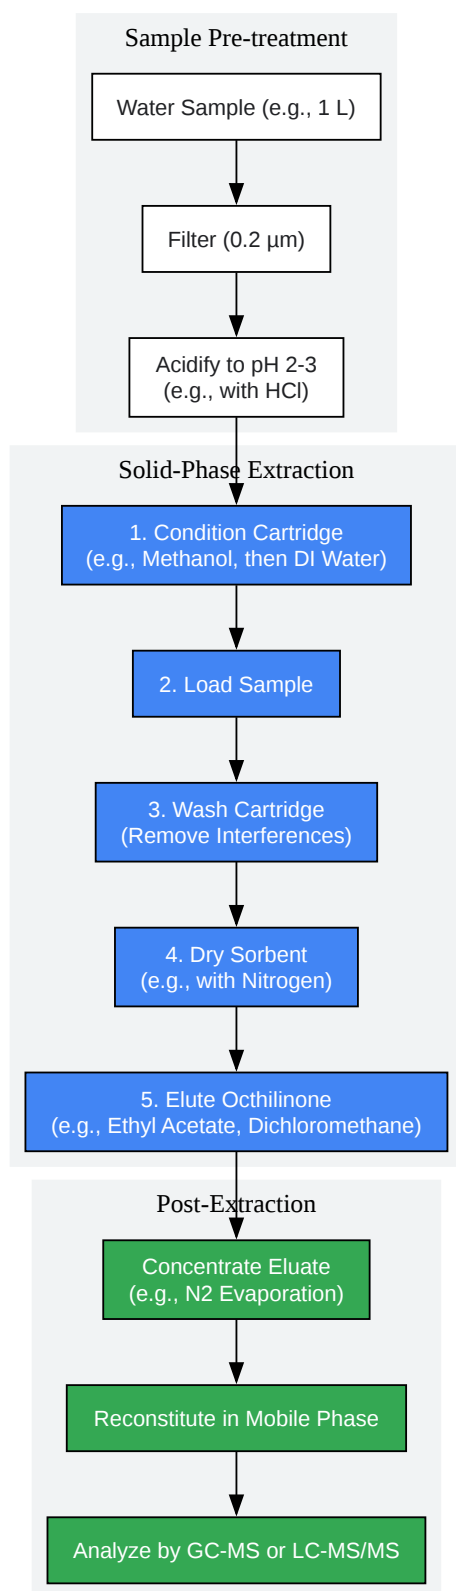 Sample Pre-treatment
Water Sample (e.g., 1 L)
Filter (0.2 µm)
Acidify to pH 2-3
(e.g., with HCl)
Solid-Phase Extraction
1. Condition Cartridge
(e.g., Methanol, then DI Water)
2. Load Sample
3. Wash Cartridge
(Remove Interferences)
4. Dry Sorbent
(e.g., with Nitrogen)
5. Elute Octhilinone
(e.g., Ethyl Acetate, Dichloromethane)
Post-Extraction
Concentrate Eluate
(e.g., N2 Evaporation)
Reconstitute in Mobile Phase
Analyze by GC-MS or LC-MS/MS